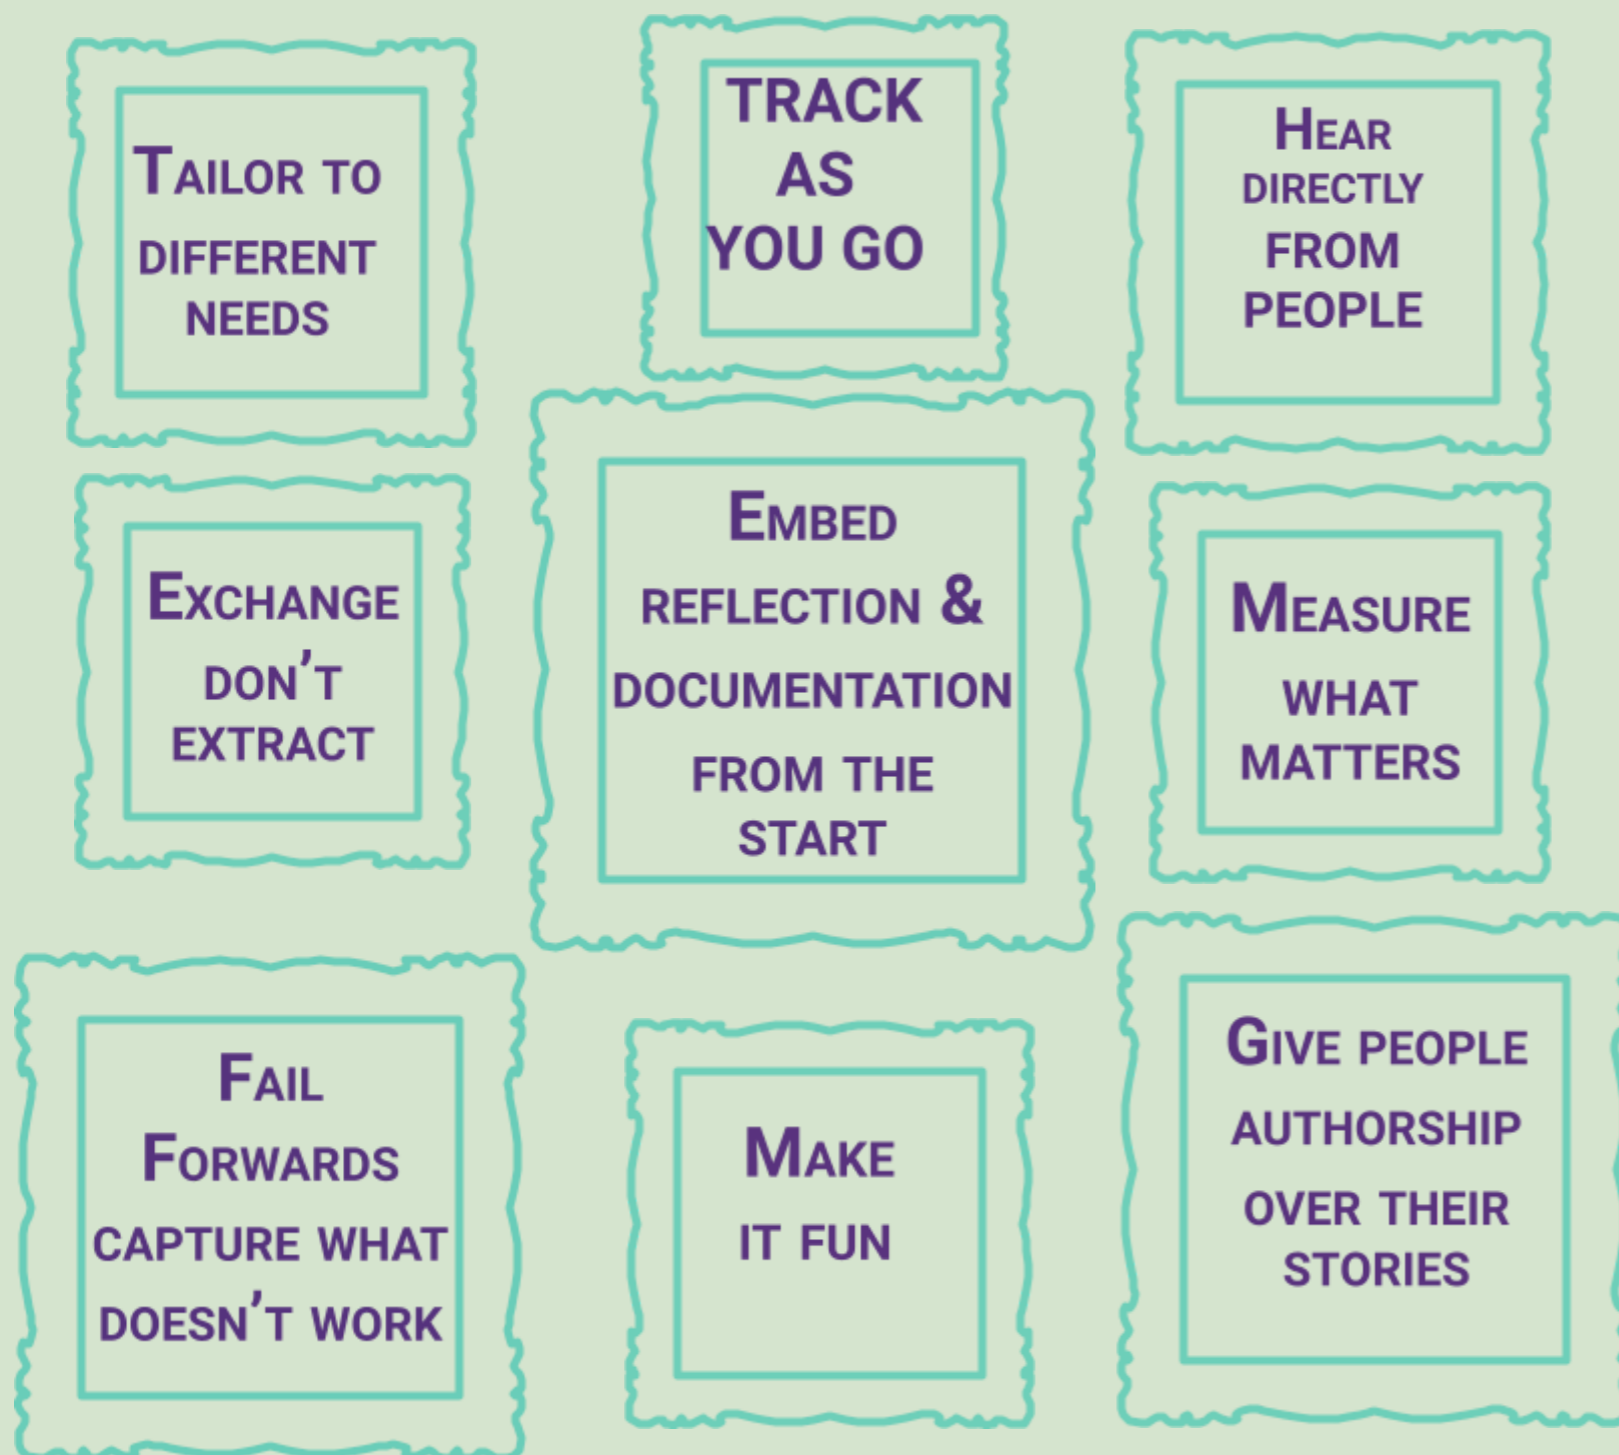 Tailor to
different
needs
TRACK
AS
YOU GO
Hear
directly
from
people
Exchange
don't
extract
Embed
reflection &
documentation
from the
start
Measure
what
matters
Fail
Forwards
capture what
doesn't work
Make
it fun
Give people
authorship
over their
stories